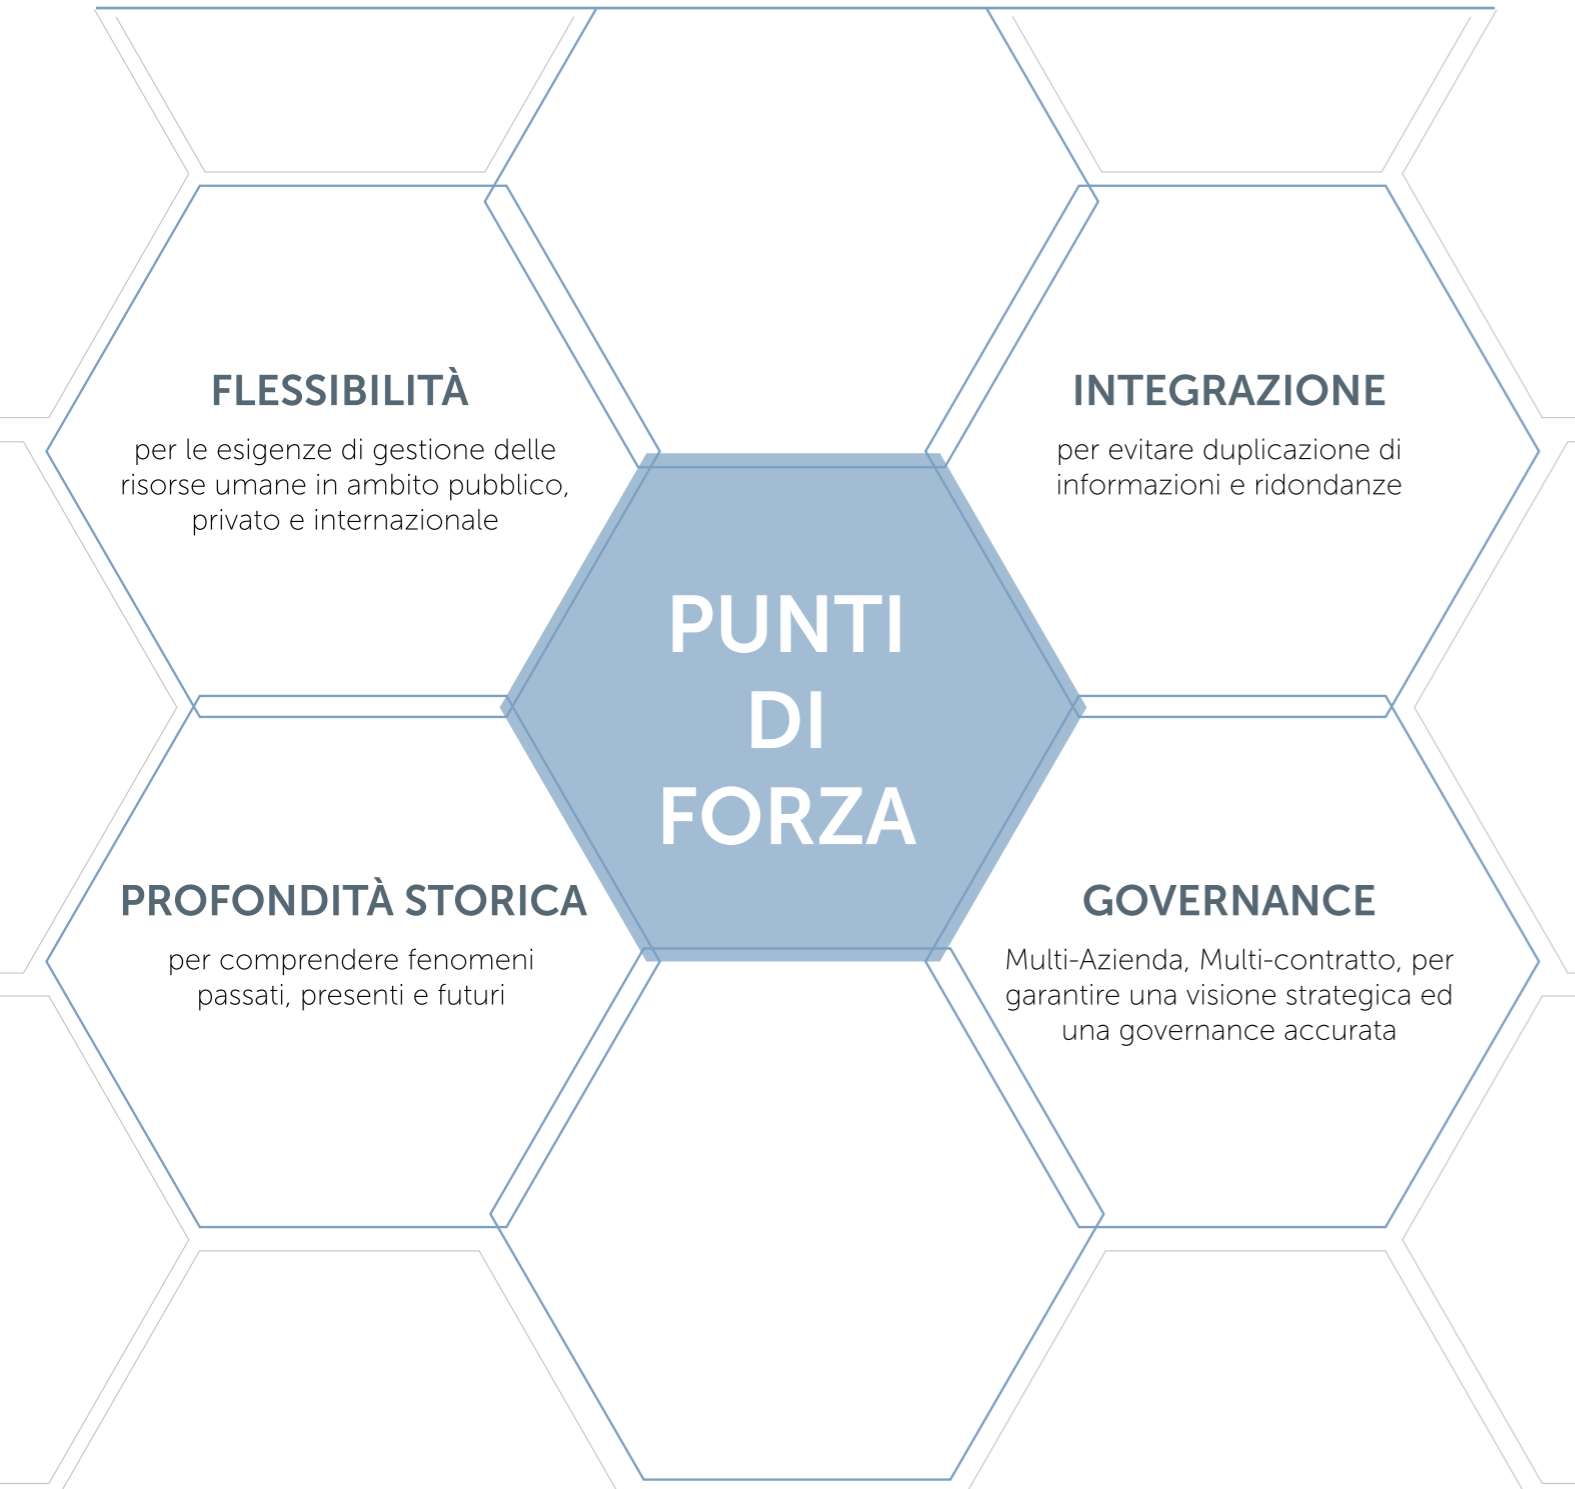 FLESSIBILITÀ
per le esigenze di gestione delle
risorse umane in ambito pubblico,
privato e internazionale
INTEGRAZIONE
per evitare duplicazione di
informazioni e ridondanze
PUNTI
DI
FORZA
PROFONDITÀ STORICA
per comprendere fenomeni
passati, presenti e futuri
GOVERNANCE
Multi-Azienda, Multi-contratto, per
garantire una visione strategica ed
una governance accurata